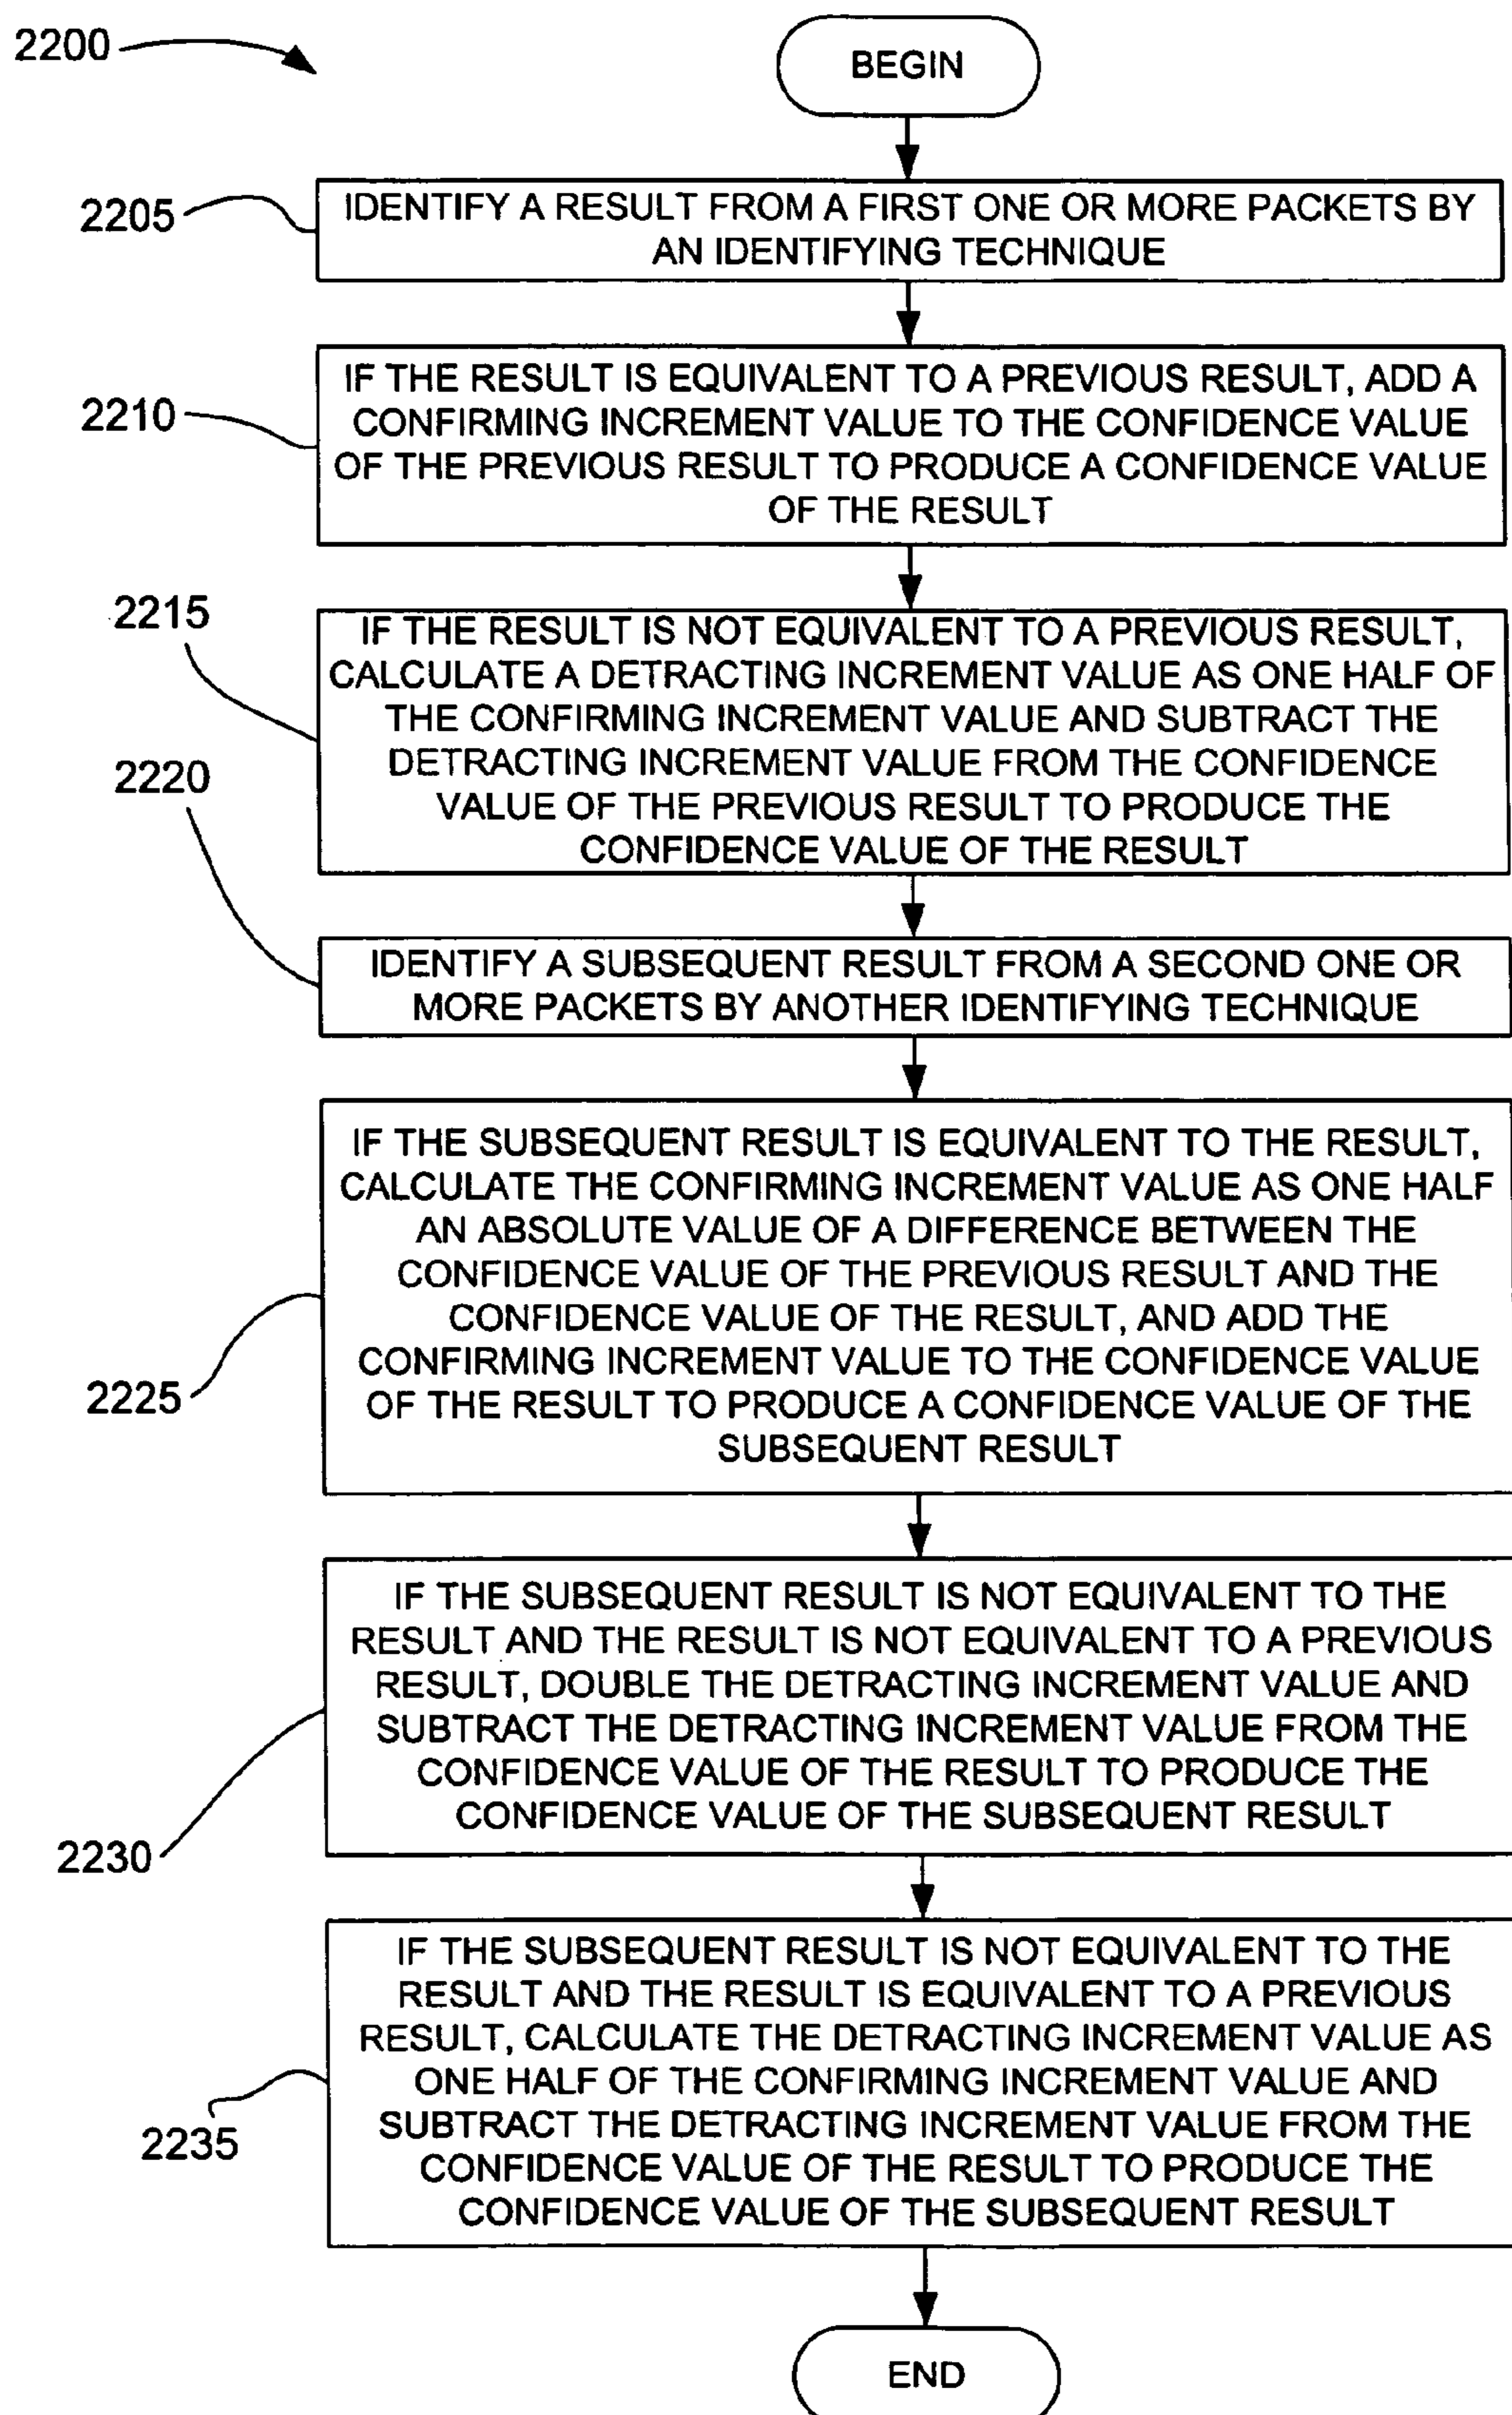 2200
BEGIN
2205
IDENTIFY A RESULT FROM A FIRST ONE OR MORE PACKETS BY
AN IDENTIFYING TECHNIQUE
2210
IF THE RESULT IS EQUIVALENT TO A PREVIOUS RESULT, ADD A
CONFIRMING INCREMENT VALUE TO THE CONFIDENCE VALUE
OF THE PREVIOUS RESULT TO PRODUCE A CONFIDENCE VALUE
OF THE RESULT
2215
IF THE RESULT IS NOT EQUIVALENT TO A PREVIOUS RESULT,
CALCULATE A DETRACTING INCREMENT VALUE AS ONE HALF OF
THE CONFIRMING INCREMENT VALUE AND SUBTRACT THE
DETRACTING INCREMENT VALUE FROM THE CONFIDENCE
VALUE OF THE PREVIOUS RESULT TO PRODUCE THE
CONFIDENCE VALUE OF THE RESULT
2220
IDENTIFY A SUBSEQUENT RESULT FROM A SECOND ONE OR
MORE PACKETS BY ANOTHER IDENTIFYING TECHNIQUE
2225
IF THE SUBSEQUENT RESULT IS EQUIVALENT TO THE RESULT,
CALCULATE THE CONFIRMING INCREMENT VALUE AS ONE HALF
AN ABSOLUTE VALUE OF A DIFFERENCE BETWEEN THE
CONFIDENCE VALUE OF THE PREVIOUS RESULT AND THE
CONFIDENCE VALUE OF THE RESULT, AND ADD THE
CONFIRMING INCREMENT VALUE TO THE CONFIDENCE VALUE
OF THE RESULT TO PRODUCE A CONFIDENCE VALUE OF THE
SUBSEQUENT RESULT
2230
IF THE SUBSEQUENT RESULT IS NOT EQUIVALENT TO THE
RESULT AND THE RESULT IS NOT EQUIVALENT TO A PREVIOUS
RESULT, DOUBLE THE DETRACTING INCREMENT VALUE AND
SUBTRACT THE DETRACTING INCREMENT VALUE FROM THE
CONFIDENCE VALUE OF THE RESULT TO PRODUCE THE
CONFIDENCE VALUE OF THE SUBSEQUENT RESULT
2235
IF THE SUBSEQUENT RESULT IS NOT EQUIVALENT TO THE
RESULT AND THE RESULT IS EQUIVALENT TO A PREVIOUS
RESULT, CALCULATE THE DETRACTING INCREMENT VALUE AS
ONE HALF OF THE CONFIRMING INCREMENT VALUE AND
SUBTRACT THE DETRACTING INCREMENT VALUE FROM THE
CONFIDENCE VALUE OF THE RESULT TO PRODUCE THE
CONFIDENCE VALUE OF THE SUBSEQUENT RESULT
END